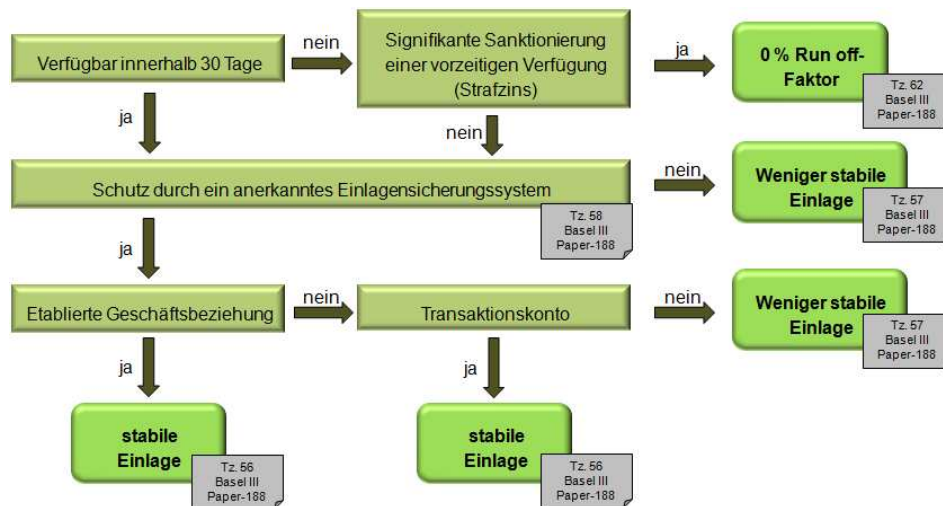 Verfügbar innerhalb 30 Tage
nein
Signifikante Sanktionierung
einer vorzeitigen Verfügung
(Strafzins)
ja
0 % Run off-
Faktor
Tz. 62
Basel III
Paper-188
ja
nein
Schutz durch ein anerkanntes Einlagensicherungssystem
Tz. 58
Basel III
Paper-188
nein
Weniger stabile
Einlage
Tz. 57
Basel III
Paper-188
ja
Etablierte Geschäftsbeziehung
nein
Transaktionskonto
nein
Weniger stabile
Einlage
Tz. 57
Basel III
Paper-188
ja
ja
stabile
Einlage
Tz. 56
Basel III
Paper-188
stabile
Einlage
Tz. 56
Basel III
Paper-188